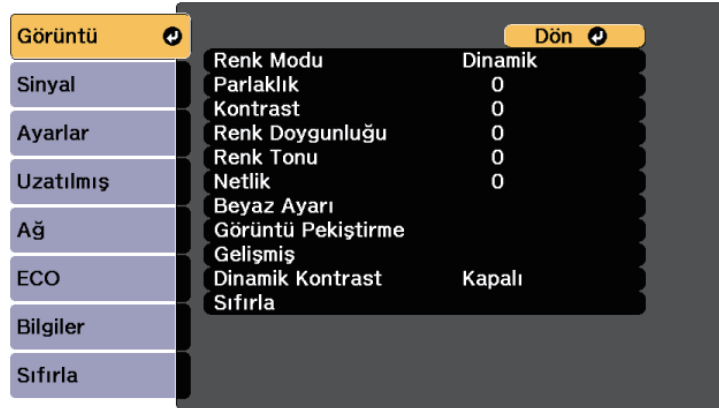 Görüntü
Sinyal
Ayarlar
Uzatılmış
Ağ
ECO
Bilgiler
Sıfırla
Dön
Renk Modu Dinamik
Parlaklık 0
Kontrast 0
Renk Doygunluğu 0
Renk Tonu 0
Netlik 0
Beyaz Ayarı
Görüntü Pekiştirme
Gelişmiş
Dinamik Kontrast Kapalı
Sıfırla